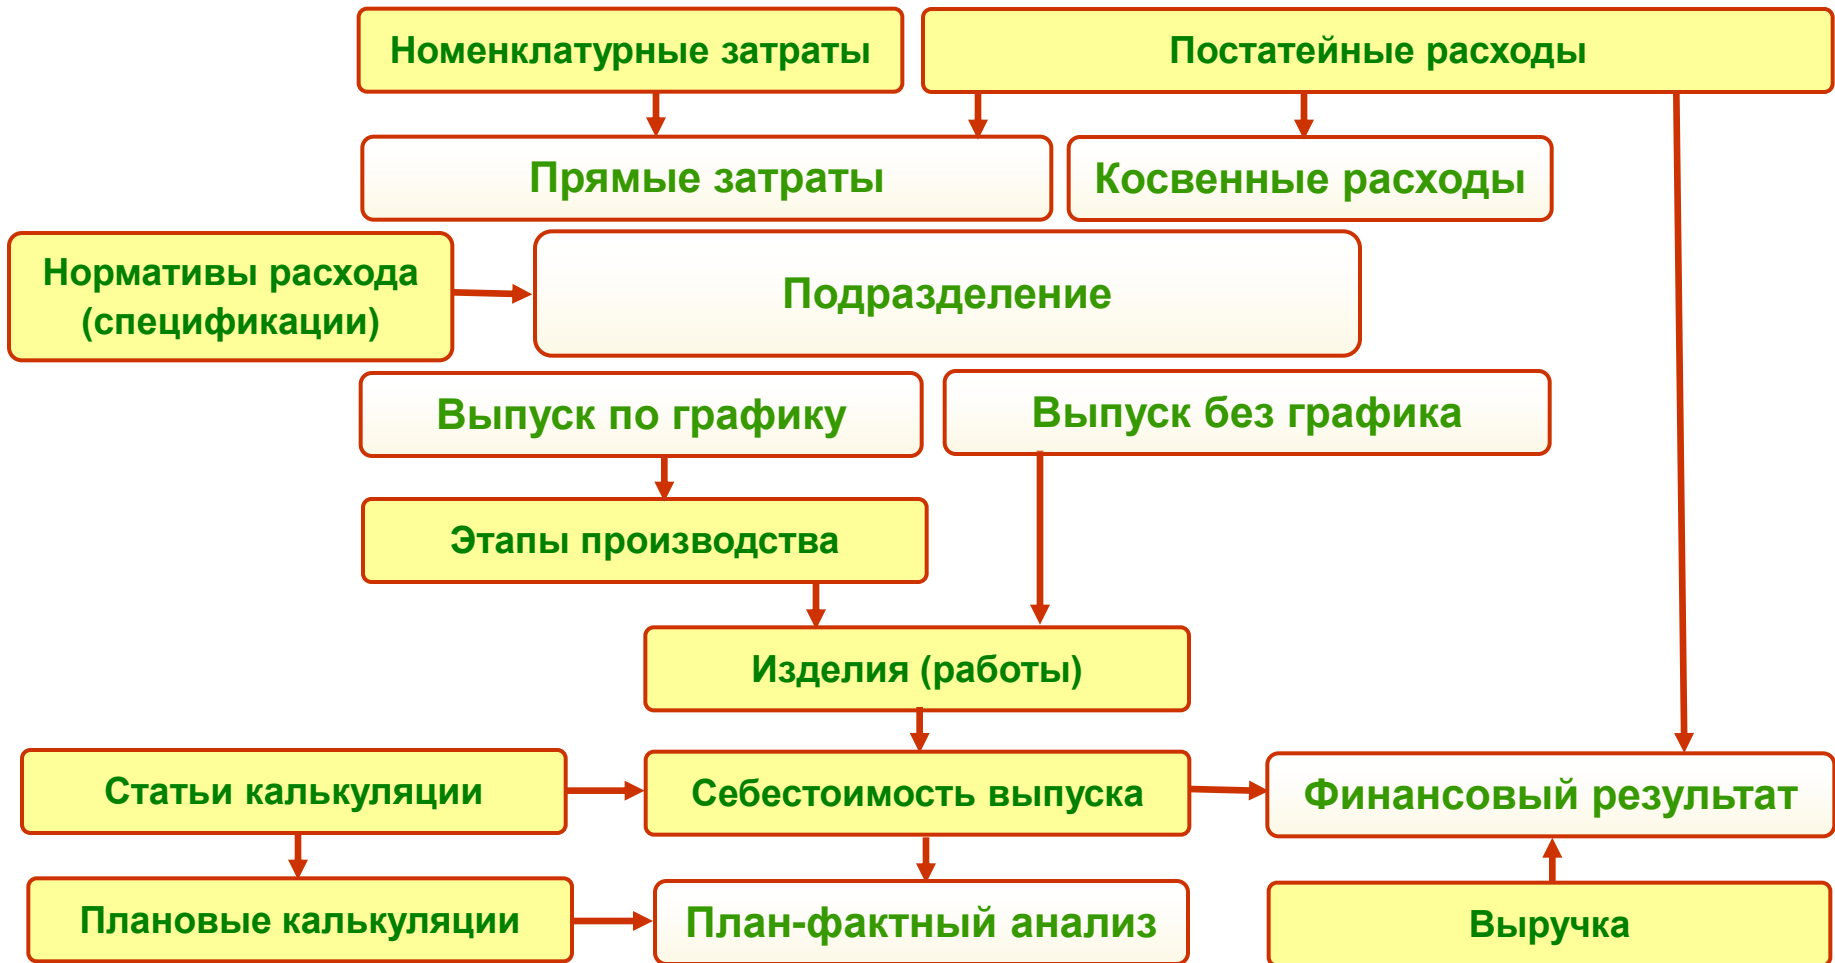 Номенклатурные затраты
Постатейные расходы
Прямые затраты
Косвенные расходы
Нормативы расхода
(спецификации)
Подразделение
Выпуск по графику
Выпуск без графика
Этапы производства
Изделия (работы)
Статьи калькуляции
Себестоимость выпуска
Финансовый результат
Плановые калькуляции
План-фактный анализ
Выручка